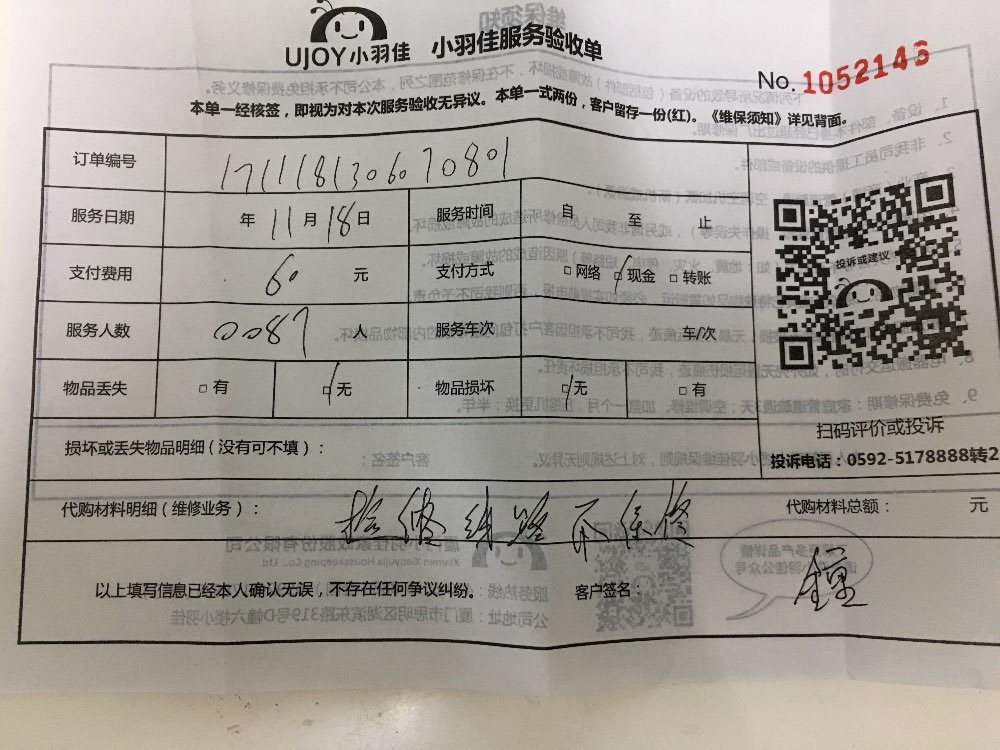 UJOY小羽佳 小羽佳服务验收单
No. 1052143
本单一经核签，即视为对本次服务验收无异议。本单一式两份，客户留存一份(红)。《维保须知》详见背面。
订单编号 171118130670801
服务日期 年 11 月 18 日 服务时间 自 至 止
支付费用 60 元 支付方式 □ 网络 □ 现金 □ 转账
服务人数 0087 人 服务车次 车/次
物品丢失 □ 有 □ 无 物品损坏 □ 无 □ 有
投诉或建议
扫码评价或投诉
损坏或丢失物品明细（没有可不填）：
投诉电话：0592-5178888转2
代购材料明细（维修业务）： 检修线路不保修 代购材料总额： 元
以上填写信息已经本人确认无误，不存在任何争议纠纷。 客户签名：